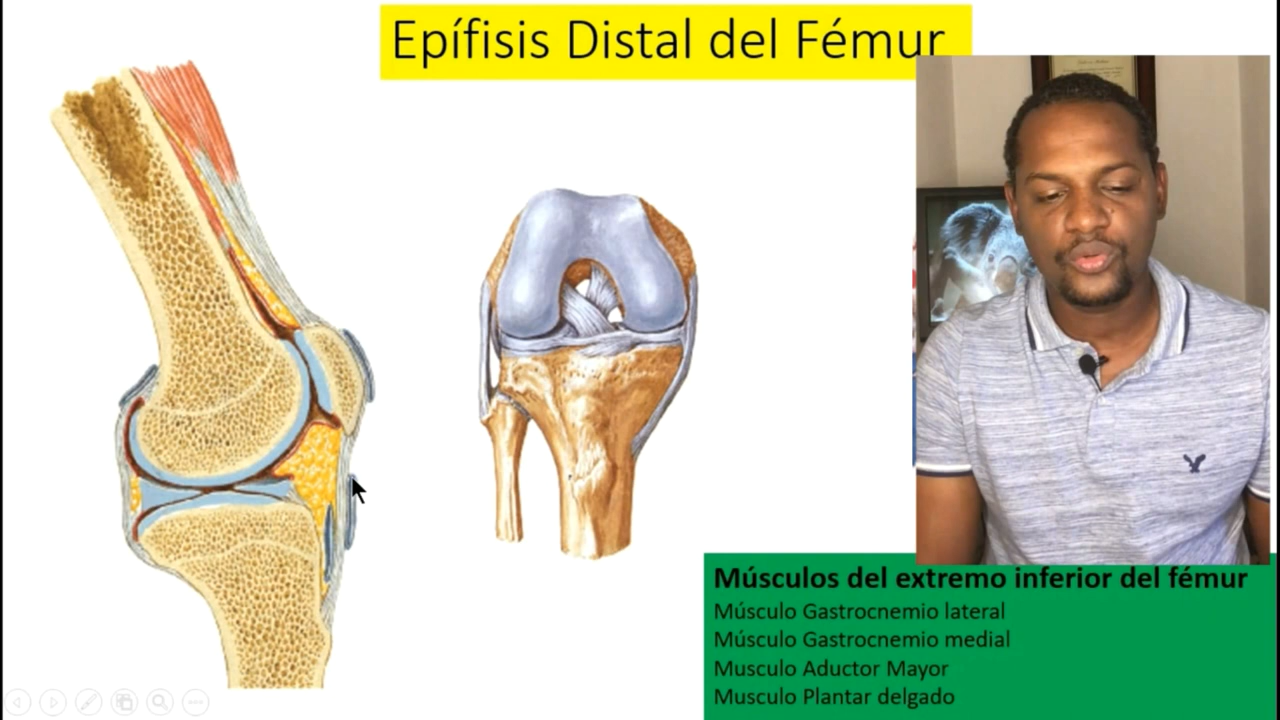 Epífisis Distal del Fémur
Músculos del extremo inferior del fémur
Músculo Gastrocnemio lateral
Músculo Gastrocnemio medial
Musculo Aductor Mayor
Musculo Plantar delgado